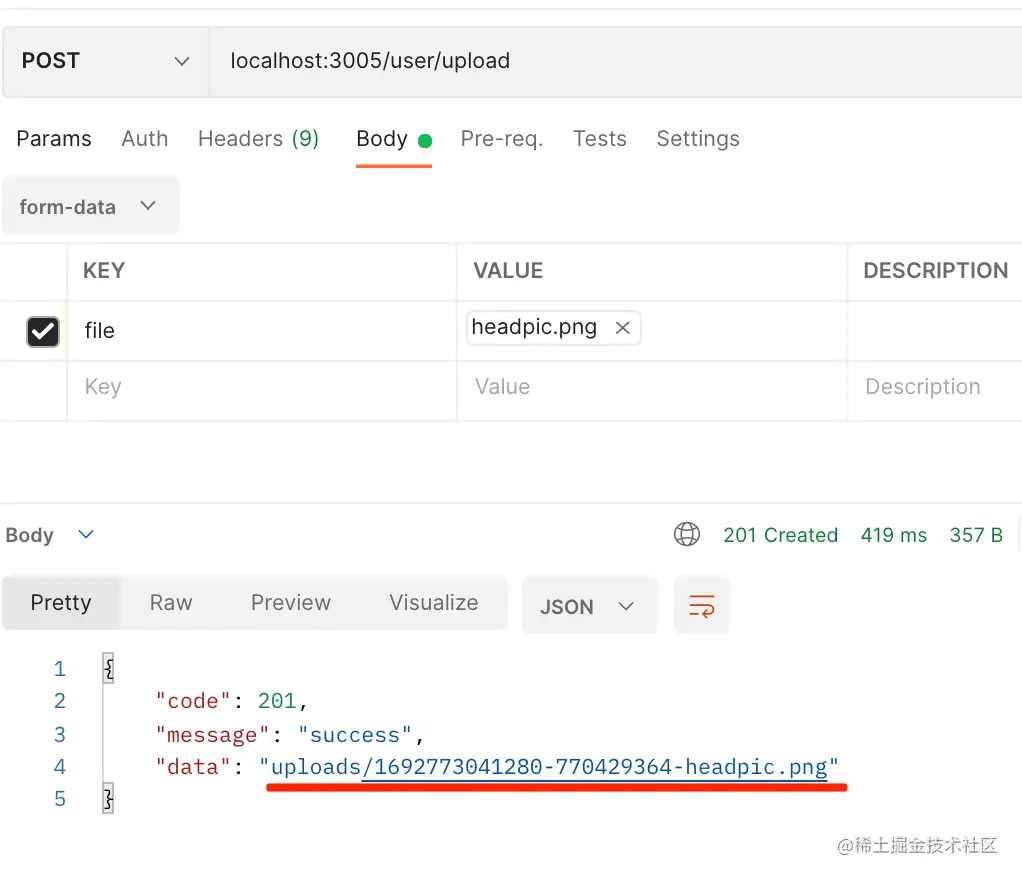 POST localhost:3005/user/upload
Params Auth Headers (9) Body Pre-req. Tests Settings
form-data
KEY VALUE DESCRIPTION
file headpic.png
Key Value Description
Body 201 Created 419 ms 357 B
Pretty Raw Preview Visualize JSON
1 {
2 "code": 201,
3 "message": "success",
4 "data": "uploads/1692773041280-770429364-headpic.png"
5 }
@稀土掘金技术社区